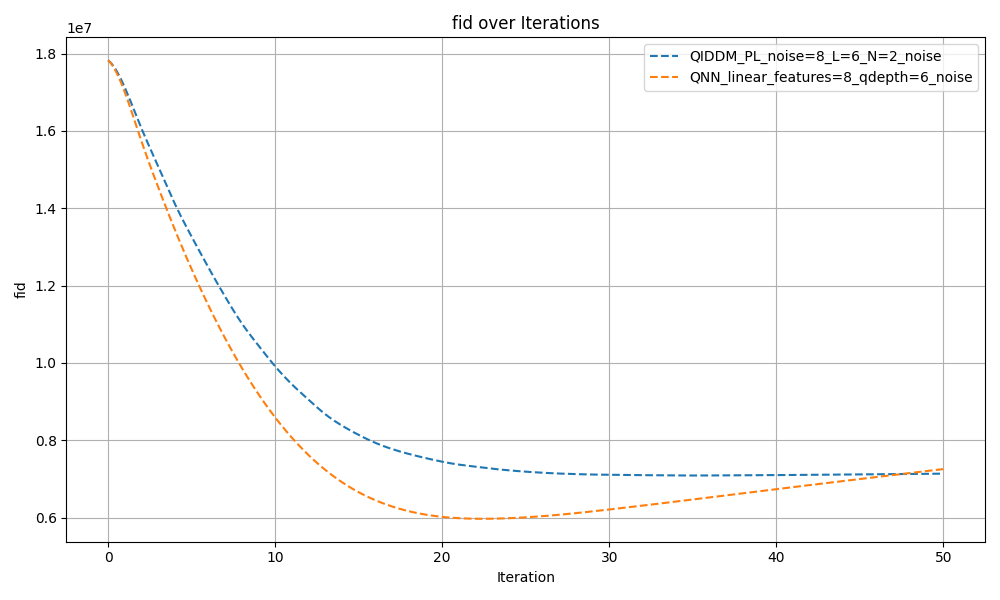 fid over Iterations
1e7
QIDDM_PL_noise=8_L=6_N=2_noise
QNN_linear_features=8_qdepth=6_noise
1.8
1.6
1.4
1.2
1.0
0.8
0.6
fid
0 10 20 30 40 50
Iteration